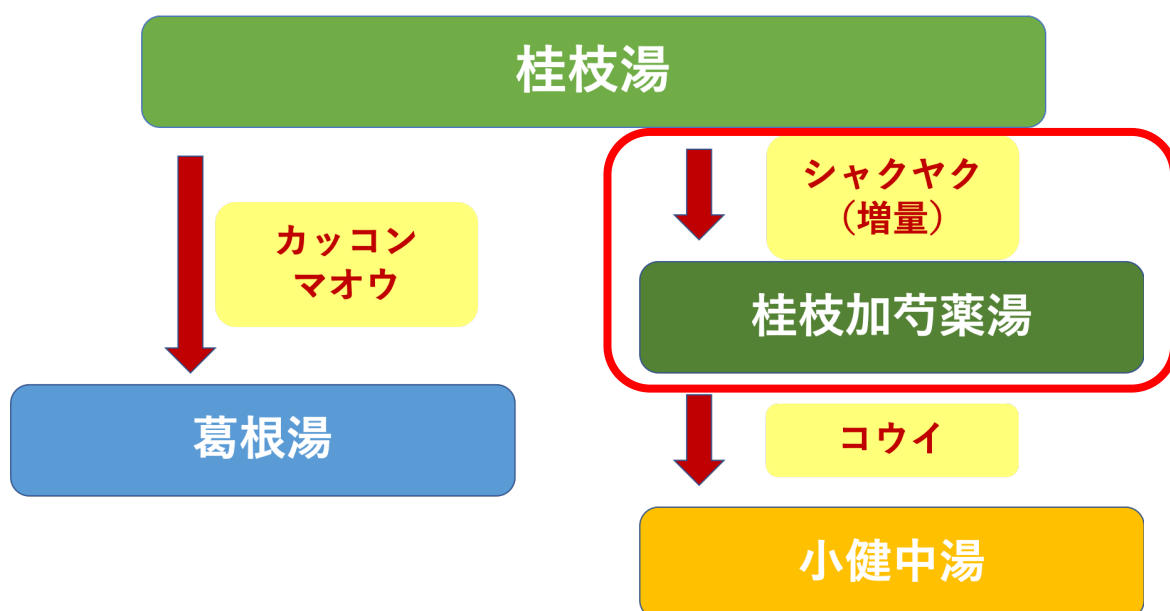 桂枝湯
シャクヤク
（増量）
カッコン
マオウ
桂枝加芍薬湯
葛根湯
コウイ
小健中湯